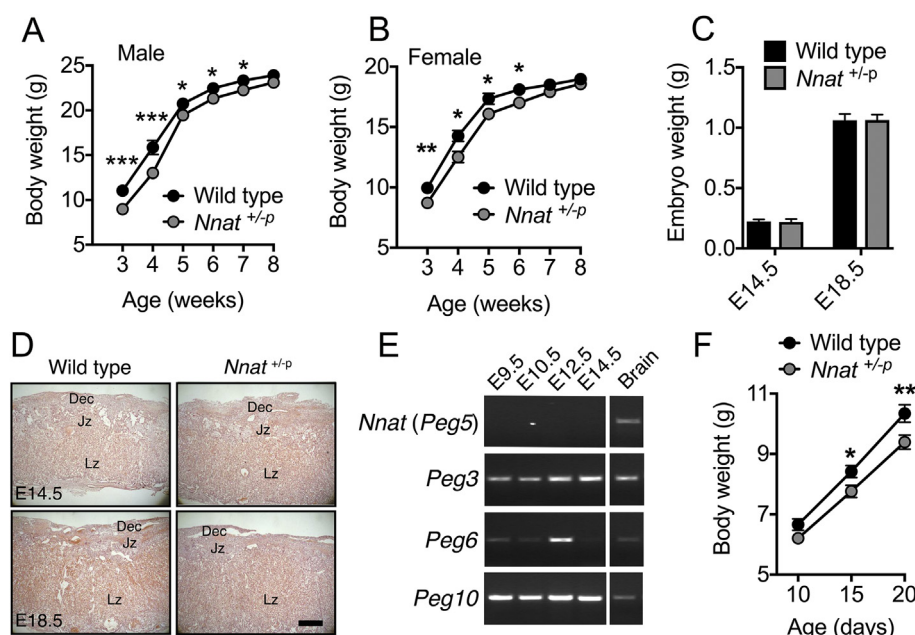 A
Male
Body weight (g)
25
20
15
10
5
***
***
*
*
*
Wild type
Nnat +/-p
3 4 5 6 7 8
Age (weeks)
B
Female
Body weight (g)
20
15
10
5
**
*
*
*
Wild type
Nnat +/-p
3 4 5 6 7 8
Age (weeks)
C
Wild type
Nnat +/-p
Embryo weight (g)
1.5
1.0
0.5
0.0
E14.5
E18.5
D
Wild type
Nnat +/-p
Dec
Jz
Lz
E14.5
Dec
Jz
Lz
Dec
Jz
Lz
E18.5
Dec
Jz
Lz
E
E9.5
E10.5
E12.5
E14.5
Brain
Nnat (Peg5)
Peg3
Peg6
Peg10
F
Wild type
Nnat +/-p
Body weight (g)
11
9
7
5
*
**
10 15 20
Age (days)